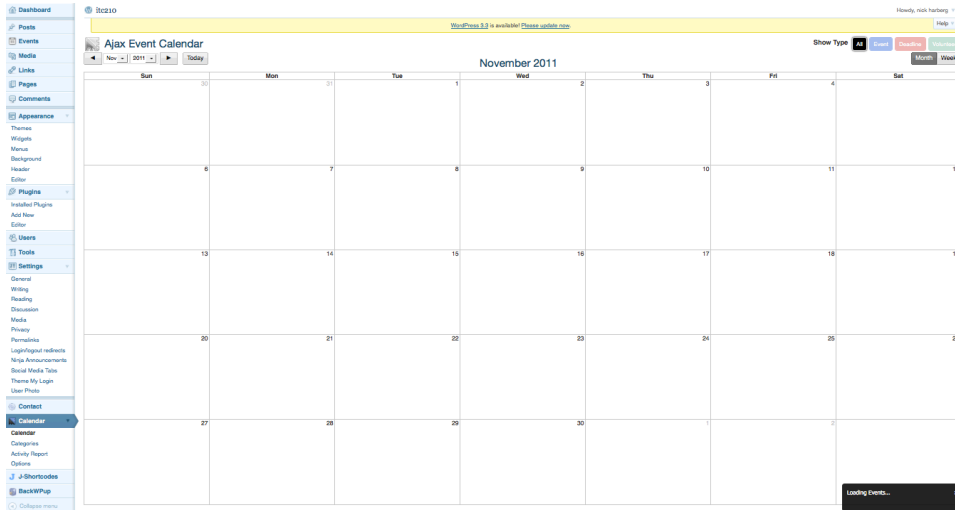 Dashboard
Posts
Events
Media
Links
Pages
Comments
Appearance
Themes
Widgets
Menus
Background
Header
Editor
Plugins
Installed Plugins
Add New
Editor
Users
Tools
Settings
General
Writing
Reading
Discussion
Media
Privacy
Permalinks
Login/logout redirects
Ninja Announcements
Social Media Tabs
Theme My Login
User Photo
Contact
Calendar
Calendar
Categories
Activity Report
Options
J-Shortcodes
BackWPup
Collapse menu
itc210
Howdy, nick harberg
WordPress 3.3 is available! Please update now.
Help
Ajax Event Calendar
Show Type All Event Deadline
Nov 2011 Today
November 2011
Month Week
Sun Mon Tue Wed Thu Fri Sat
30 31 1 2 3 4
6 7 8 9 10 11
13 14 15 16 17 18
20 21 22 23 24 25
27 28 29 30 1 2
Loading Events...